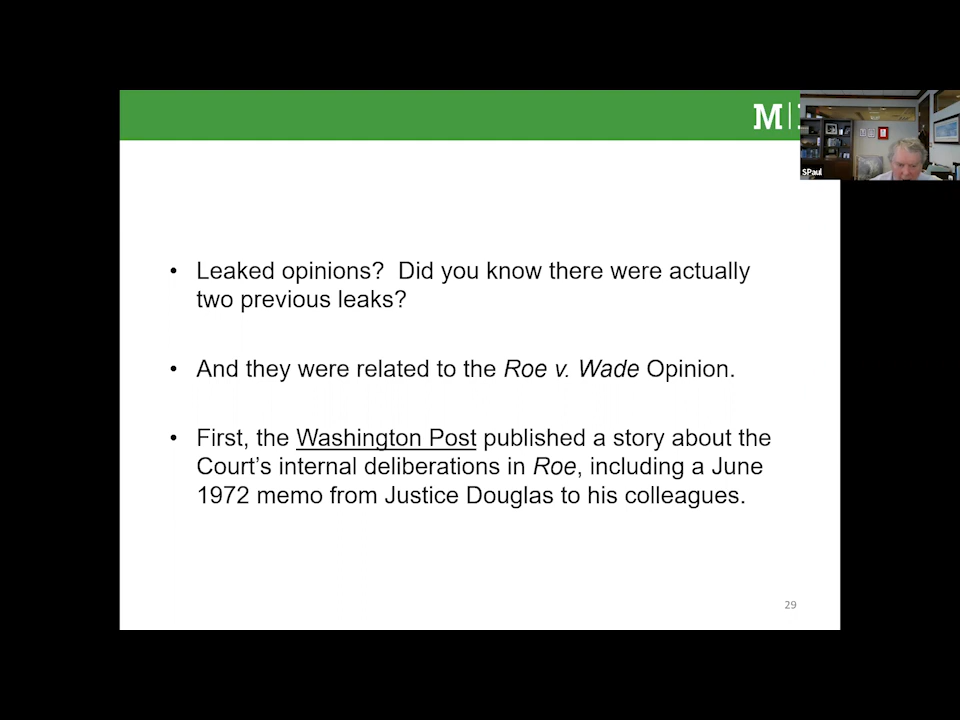 M
SPaul
• Leaked opinions?  Did you know there were actually
two previous leaks?
• And they were related to the Roe v. Wade Opinion.
• First, the Washington Post published a story about the
Court’s internal deliberations in Roe, including a June
1972 memo from Justice Douglas to his colleagues.
29